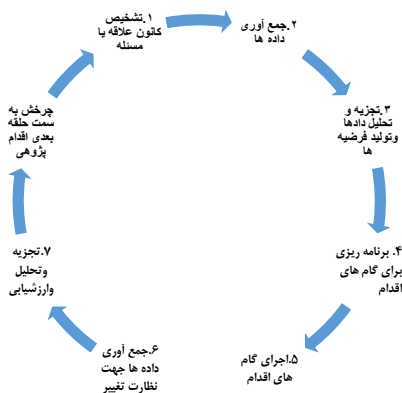 ۱.تشخیص
کانون علاقه یا
مسئله
۲.جمع آوری
داده ها
۳.تجزیه و
تحلیل دادها
وتولید فرضیه
ها
۴. برنامه ریزی
برای گام های
اقدام
۵.اجرای گام
های اقدام
۶.جمع آوری
داده ها جهت
نظارت تغییر
۷.تجزیه
وتحلیل
وارزشیابی
چرخش به
سمت حلقه
بعدی اقدام
پژوهی